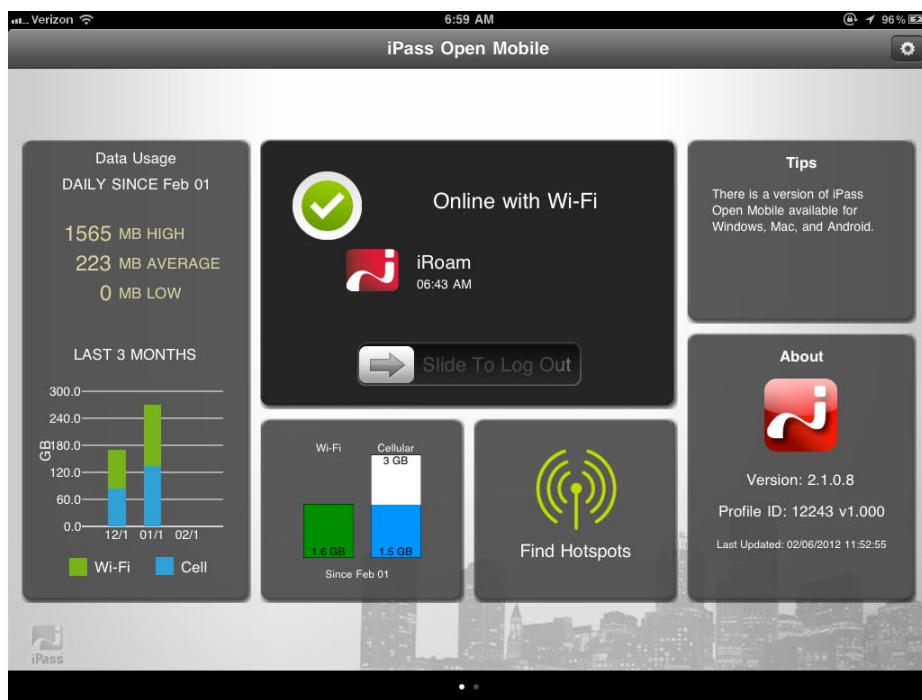 Verizon
6:59 AM
96%
iPass Open Mobile
Data Usage
DAILY SINCE Feb 01
1565 MB HIGH
223 MB AVERAGE
0 MB LOW
LAST 3 MONTHS
300.0
240.0
180.0
120.0
60.0
0.0
GB
12/1 01/1 02/1
Wi-Fi Cell
Online with Wi-Fi
iRoam
06:43 AM
Slide To Log Out
Wi-Fi Cellular
3 GB
1.6 GB 1.5 GB
Since Feb 01
Find Hotspots
Tips
There is a version of iPass
Open Mobile available for
Windows, Mac, and Android.
About
Version: 2.1.0.8
Profile ID: 12243 v1.000
Last Updated: 02/06/2012 11:52:55
iPass